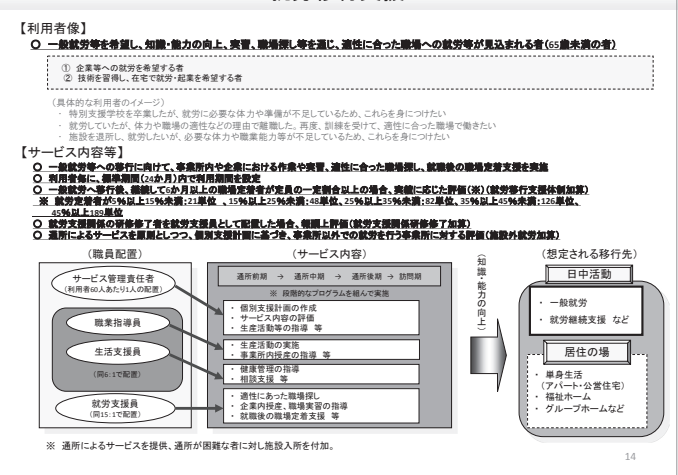 【利用者像】
○ 一般就労等を希望し、知識・能力の向上、実習、職場探し等を通じ、適性に合った職場への就労等が見込まれる者(65歳未満の者)
① 企業等への就労を希望する者
② 技術を習得し、在宅で就労・起業を希望する者
(具体的な利用者のイメージ)
・ 特別支援学校を卒業したが、就労に必要な体力や準備が不足しているため、これらを身につけたい
・ 就労していたが、体力や職場の適性などの理由で離職した。再度、訓練を受けて、適性に合った職場で働きたい
・ 施設を退所し、就労したいが、必要な体力や職業能力等が不足しているため、これらを身につけたい
【サービス内容等】
○ 一般就労等への移行に向けて、事業所内や企業における作業や実習、適性に合った職場探し、就職後の職場定着支援を実施
○ 利用者毎に、標準期間(24か月)内で利用期間を設定
○ 一般就労へ移行後、継続して6か月以上の職場定着者が定員の一定割合以上の場合、実績に応じた評価(※)(就労移行支援体制加算)
※ 就労定着者が5%以上15%未満;21単位 、15%以上25%未満;48単位、25%以上35%未満;82単位、35%以上45%未満;126単位、
45%以上189単位
○ 就労支援関係の研修修了者を就労支援員として配置した場合、報酬上評価(就労支援関係研修修了加算)
○ 通所によるサービスを原則としつつ、個別支援計画に基づき、事業所以外での就労を行う事業所に対する評価(施設外就労加算)
(職員配置)
サービス管理責任者
(利用者60人あたり1人の配置)
職業指導員
生活支援員
(同6:1で配置)
就労支援員
(同15:1で配置)
(サービス内容)
通所前期 → 通所中期 → 通所後期 → 訪問期
※ 段階的なプログラムを組んで実施
・ 個別支援計画の作成
・ サービス内容の評価
・ 生産活動等の指導 等
・ 生産活動の実施
・ 事業所内授産の指導 等
・ 健康管理の指導
・ 相談支援 等
・ 適性にあった職場探し
・ 企業内授産、職場実習の指導
・ 就職後の職場定着支援 等
(知識・能力の向上)
(想定される移行先)
日中活動
・ 一般就労
・ 就労継続支援 など
居住の場
・ 単身生活
(アパート・公営住宅)
・ 福祉ホーム
・ グループホームなど
※ 通所によるサービスを提供、通所が困難な者に対し施設入所を付加。
14